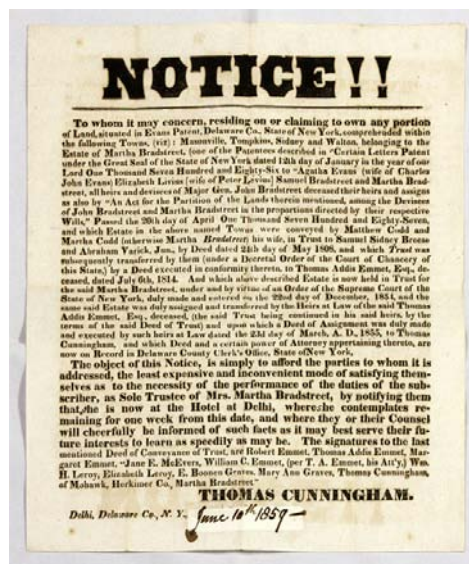 NOTICE!!
To whom it may concern, residing on or claiming to own any portion
of Land, situated in Evans Patent, Delaware Co., State of New York, comprehended within
the following Towns, (viz): Masonville, Tompkins, Sidney and Walton, belonging to the
Estate of Martha Bradstreet, (one of the Patentees described in "Certain Letters Patent
under the Great Seal of the State of New York dated 12th day of January in the year of our
Lord One Thousand Seven Hundred and Eighty-Six to "Agatha Evans (wife of Charles
John Evans) Elizabeth Livius (wife of Peter Levius) Samuel Bradstreet and Martha Brad-
street, all heirs and devisees of Major Gen. John Bradstreet deceased their heirs and assigns
as also by "An Act for the Partition of the Lands therein mentioned, among the Devisees
of John Bradstreet and Martha Bradstreet in the proportions directed by their respective
Wills," Passed the 20th day of April One Thousand Seven Hundred and Eighty-Seven,
and which Estate in the above named Towns were conveyed by Matthew Codd and
Martha Codd (otherwise Martha Bradstreet) his wife, in Trust to Samuel Sidney Breese
and Abraham Varick, Jun., by Deed dated 24th day of May 1808, and which Trust was
subsequently transferred by them (under a Decretal Order of the Court of Chancery of
this State,) by a Deed executed in conformity thereto, to Thomas Addis Emmet, Esq., de-
ceased, dated July 6th, 1814. And which above described Estate is now held in Trust for
the said Martha Bradstreet, under and by virtue of an Order of the Supreme Court of the
State of New York, duly made and entered on the 22nd day of December, 1854, and the
same said Estate was duly assigned and transferred by the Heirs at Law of the said Thomas
Addis Emmet, Esq., deceased, (the said Trust being continued in his said heirs, by the
terms of the said Deed of Trust) and upon which a Deed of Assignment was duly made
and executed by such heirs at Law dated the 23d day of March, A. D., 1855, to Thomas
Cunningham, and which Deed and a certain power of Attorney appertaining thereto, are
now on Record in Delaware County Clerk's Office, State of New York,
The object of this Notice, is simply to afford the parties to whom it is
addressed, the least expensive and inconvenient mode of satisfying them-
selves as to the necessity of the performance of the duties of the sub-
scriber, as Sole Trustee of Mrs. Martha Bradstreet, by notifying them
that he is now at the Hotel at Delhi, where he contemplates re-
maining for one week from this date, and where they or their Counsel
will cheerfully be informed of such facts as it may best serve their fu-
ture interests to learn as speedily as may be. The signatures to the last
mentioned Deed of Conveyance of Trust, are Robert Emmet, Thomas Addis Emmet, Mar-
garet Emmet, "Jane E. McEvers, William C. Emmet, (per T. A. Emmet, his Att'y,) Wm.
H. Leroy, Elizabeth Leroy, E. Boonen Graves, Mary Ann Graves, Thomas Cunningham,
of Mohawk, Herkimer Co., Martha Bradstreet"
THOMAS CUNNINGHAM.
Delhi, Delaware Co., N. Y., June 10th 1859-